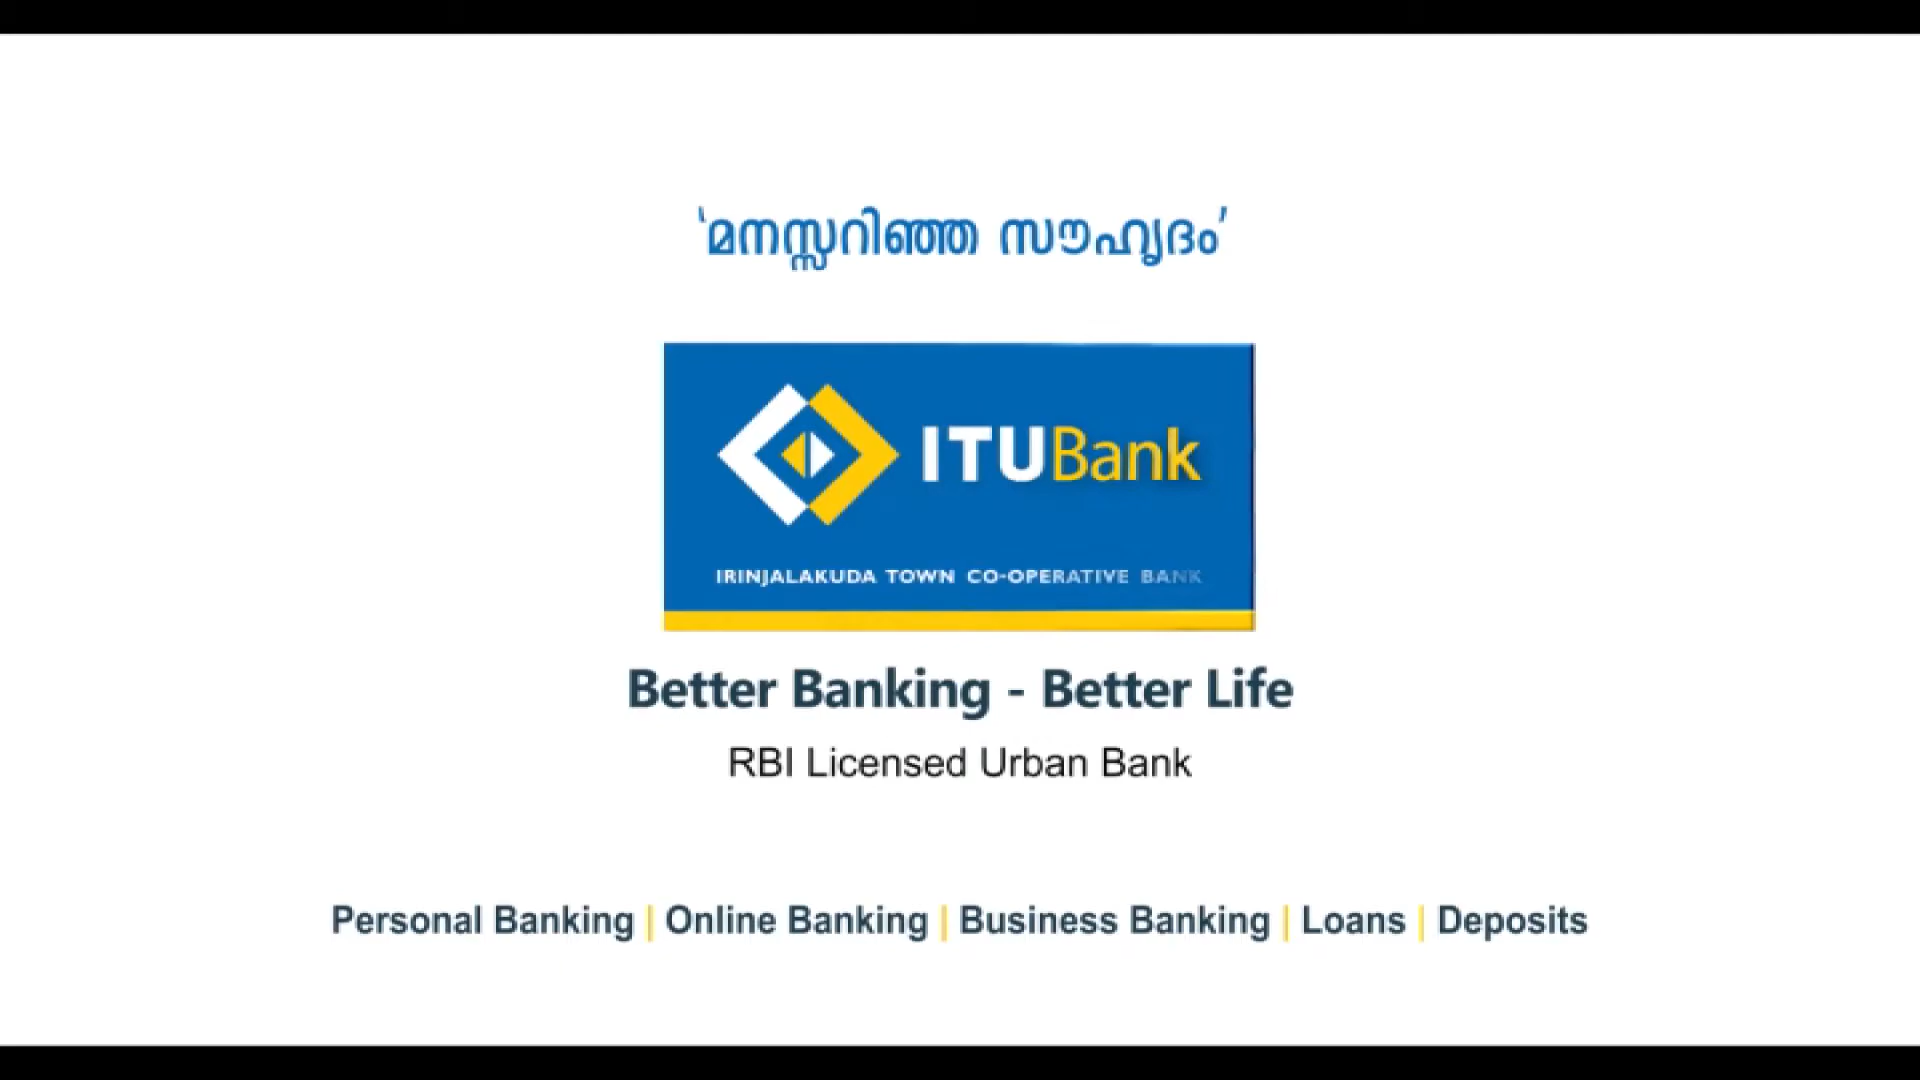 ‘മനസ്സറിഞ്ഞ സൗഹൃദം’
ITUBank
IRINJALAKUDA TOWN CO-OPERATIVE BANK
Better Banking - Better Life
RBI Licensed Urban Bank
Personal Banking | Online Banking | Business Banking | Loans | Deposits